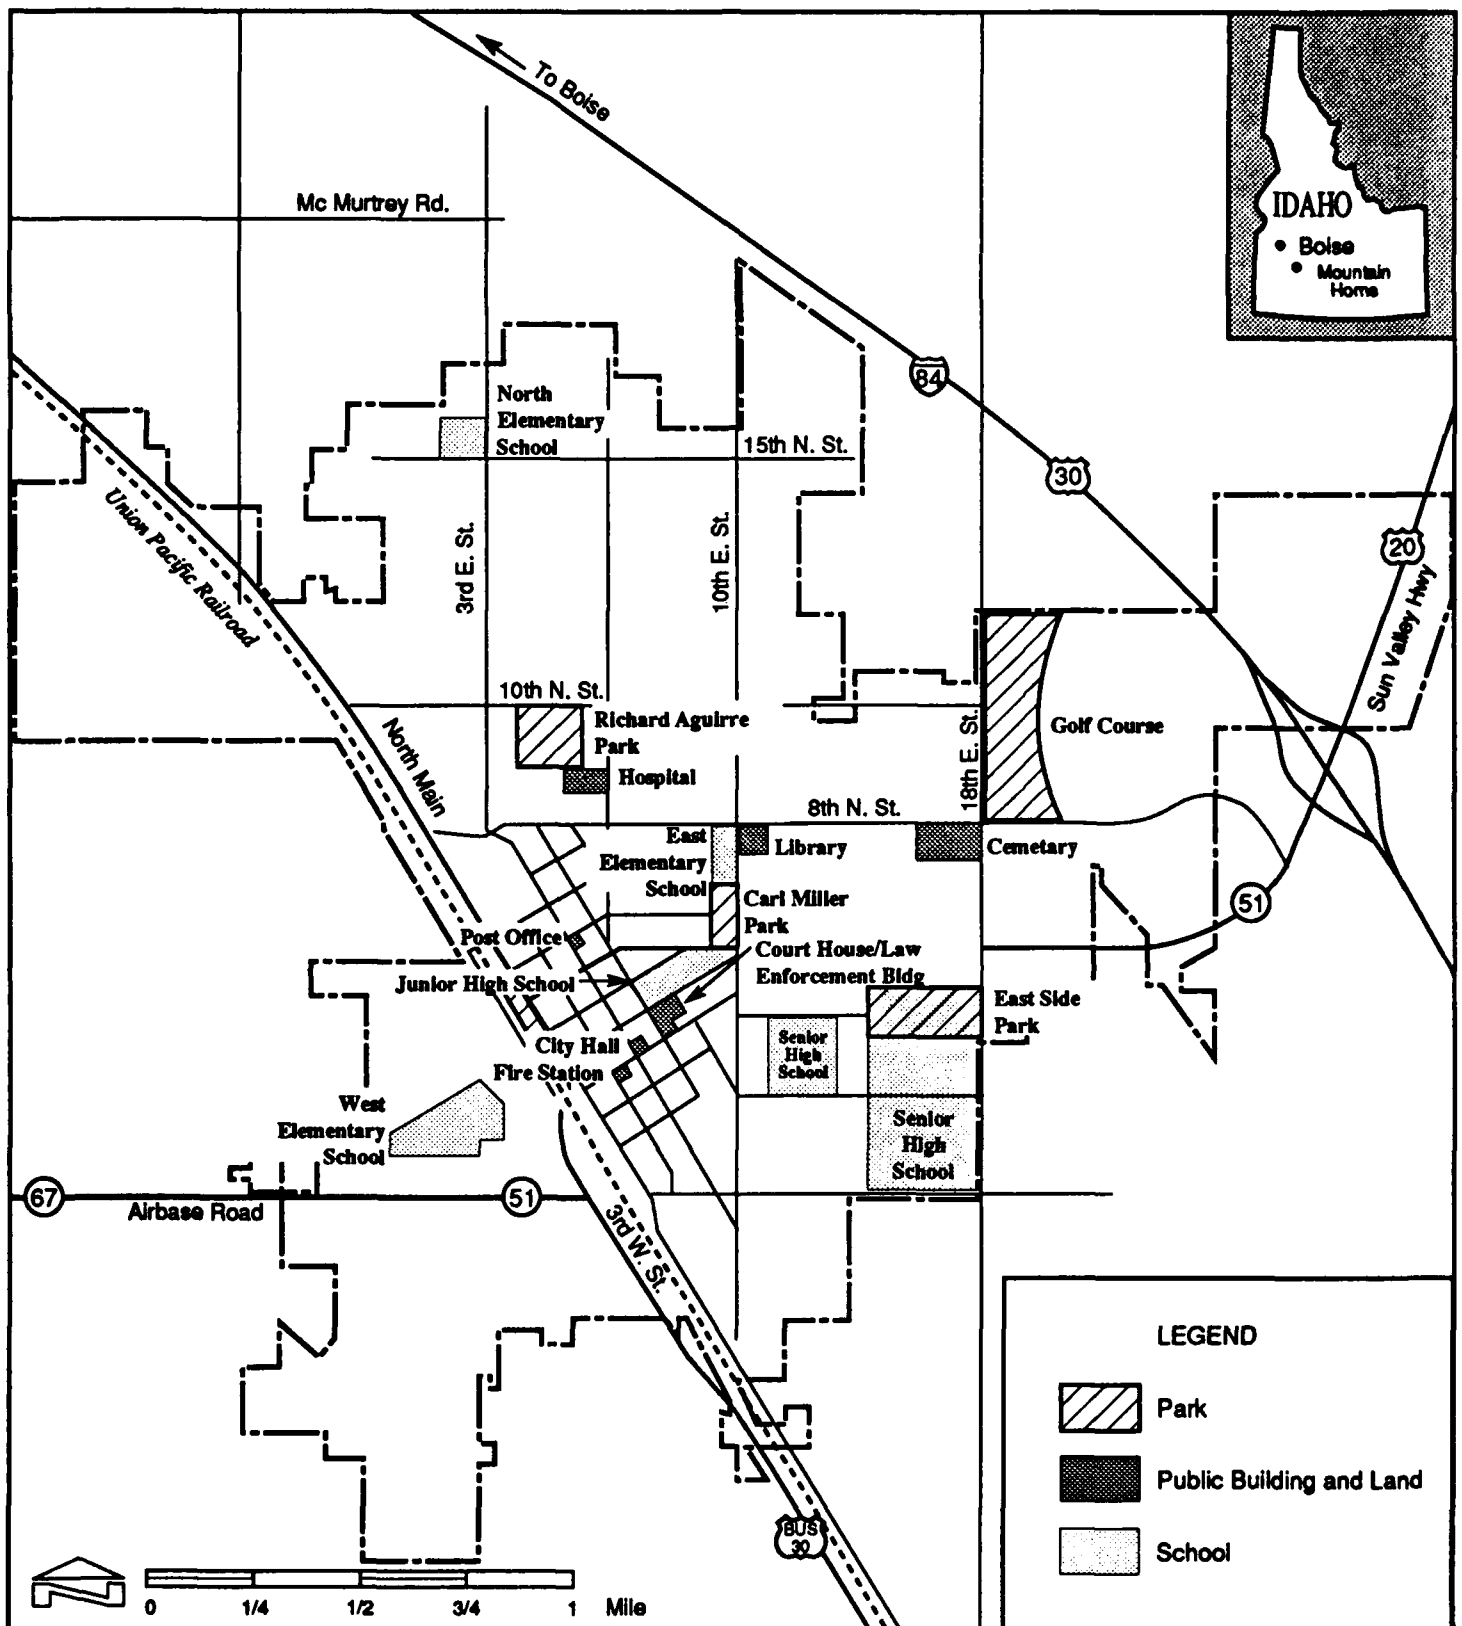 To Boise
IDAHO
Boise
Mountain
Home
Mc Murtrey Rd.
84
North
Elementary
School
15th N. St.
30
20
Sun Valley Hwy
Union Pacific Railroad
3rd E. St.
10th E. St.
10th N. St.
Richard Aguirre
Park
Hospital
North Main
18th E. St.
Golf Course
8th N. St.
East
Elementary
School
Library
Cemetary
Carl Miller
Park
51
Post Office
Court House/Law
Enforcement Bldg
Junior High School
East Side
Park
City Hall
Fire Station
Senior
High
School
West
Elementary
School
Senior
High
School
67
51
Airbase Road
3rd W. St.
BUS
30
LEGEND
Park
Public Building and Land
School
N
0 1/4 1/2 3/4 1 Mile